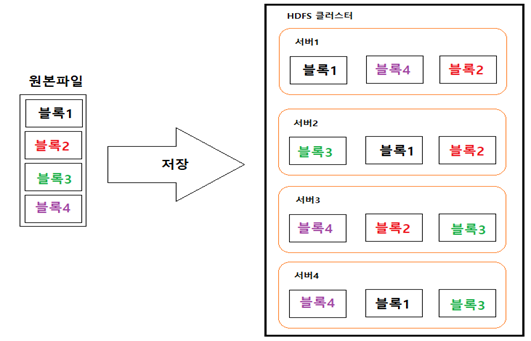 원본파일
블록1
블록2
블록3
블록4
저장
HDFS 클러스터
서버1
블록1 블록4 블록2
서버2
블록3 블록1 블록2
서버3
블록4 블록2 블록3
서버4
블록4 블록1 블록3